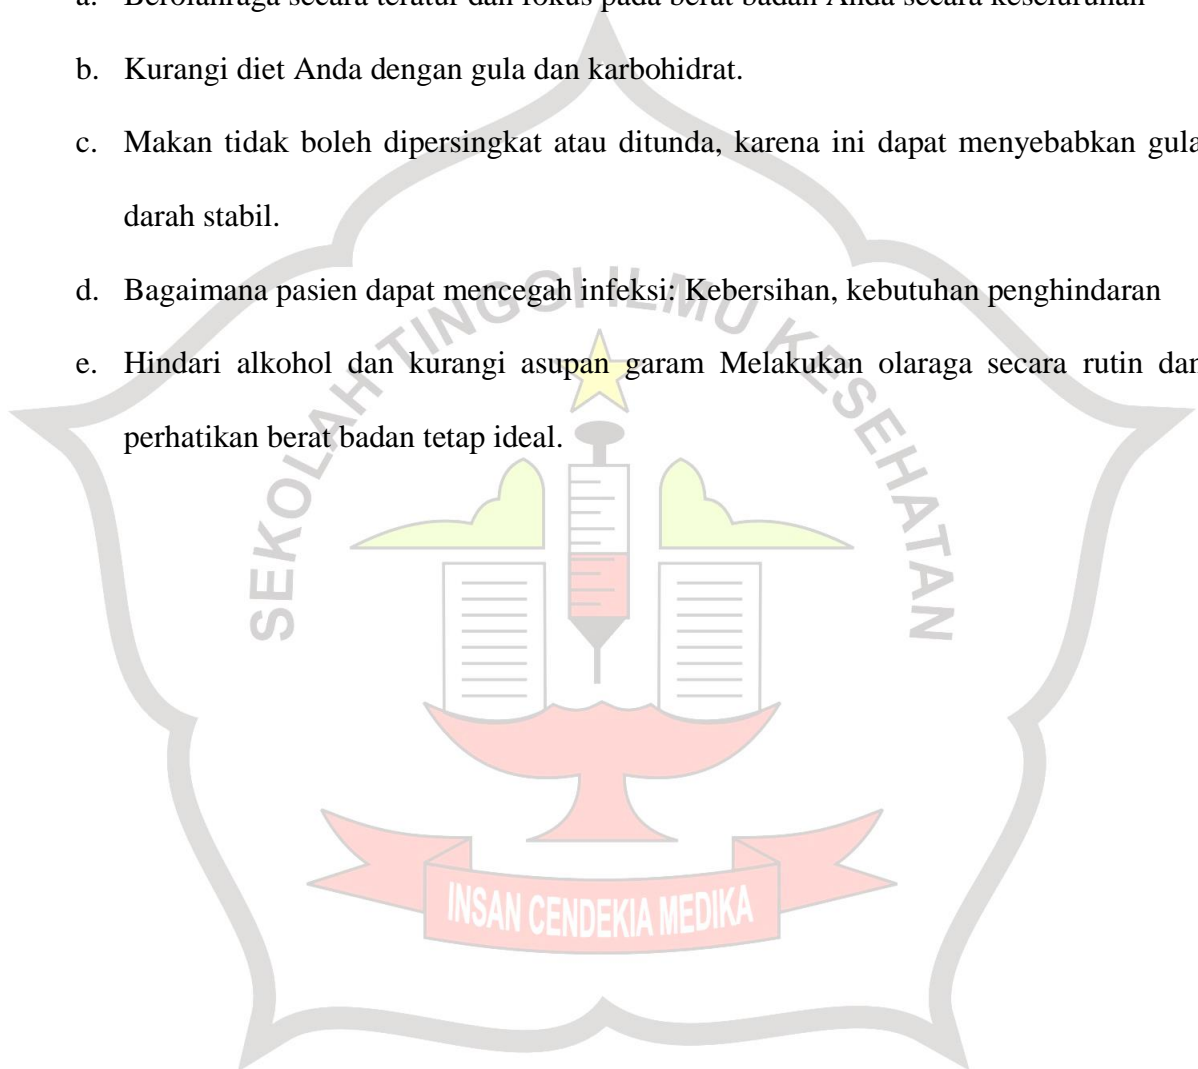 a. Berolahraga secara teratur dan fokus pada berat badan Anda secara keseluruhan
b. Kurangi diet Anda dengan gula dan karbohidrat.
c. Makan tidak boleh dipersingkat atau ditunda, karena ini dapat menyebabkan gula
darah stabil.
d. Bagaimana pasien dapat mencegah infeksi: Kebersihan, kebutuhan penghindaran
e. Hindari alkohol dan kurangi asupan garam Melakukan olaraga secara rutin dan
perhatikan berat badan tetap ideal.
SEKOLAH TINGGI ILMU KESEHATAN
INSAN CENDEKIA MEDIKA